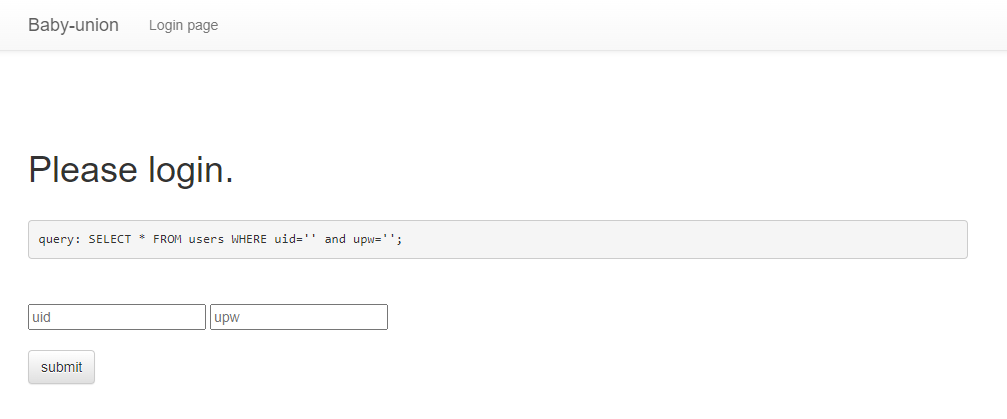 Baby-union Login page
Please login.
query: SELECT * FROM users WHERE uid='' and upw='';
uid upw
submit